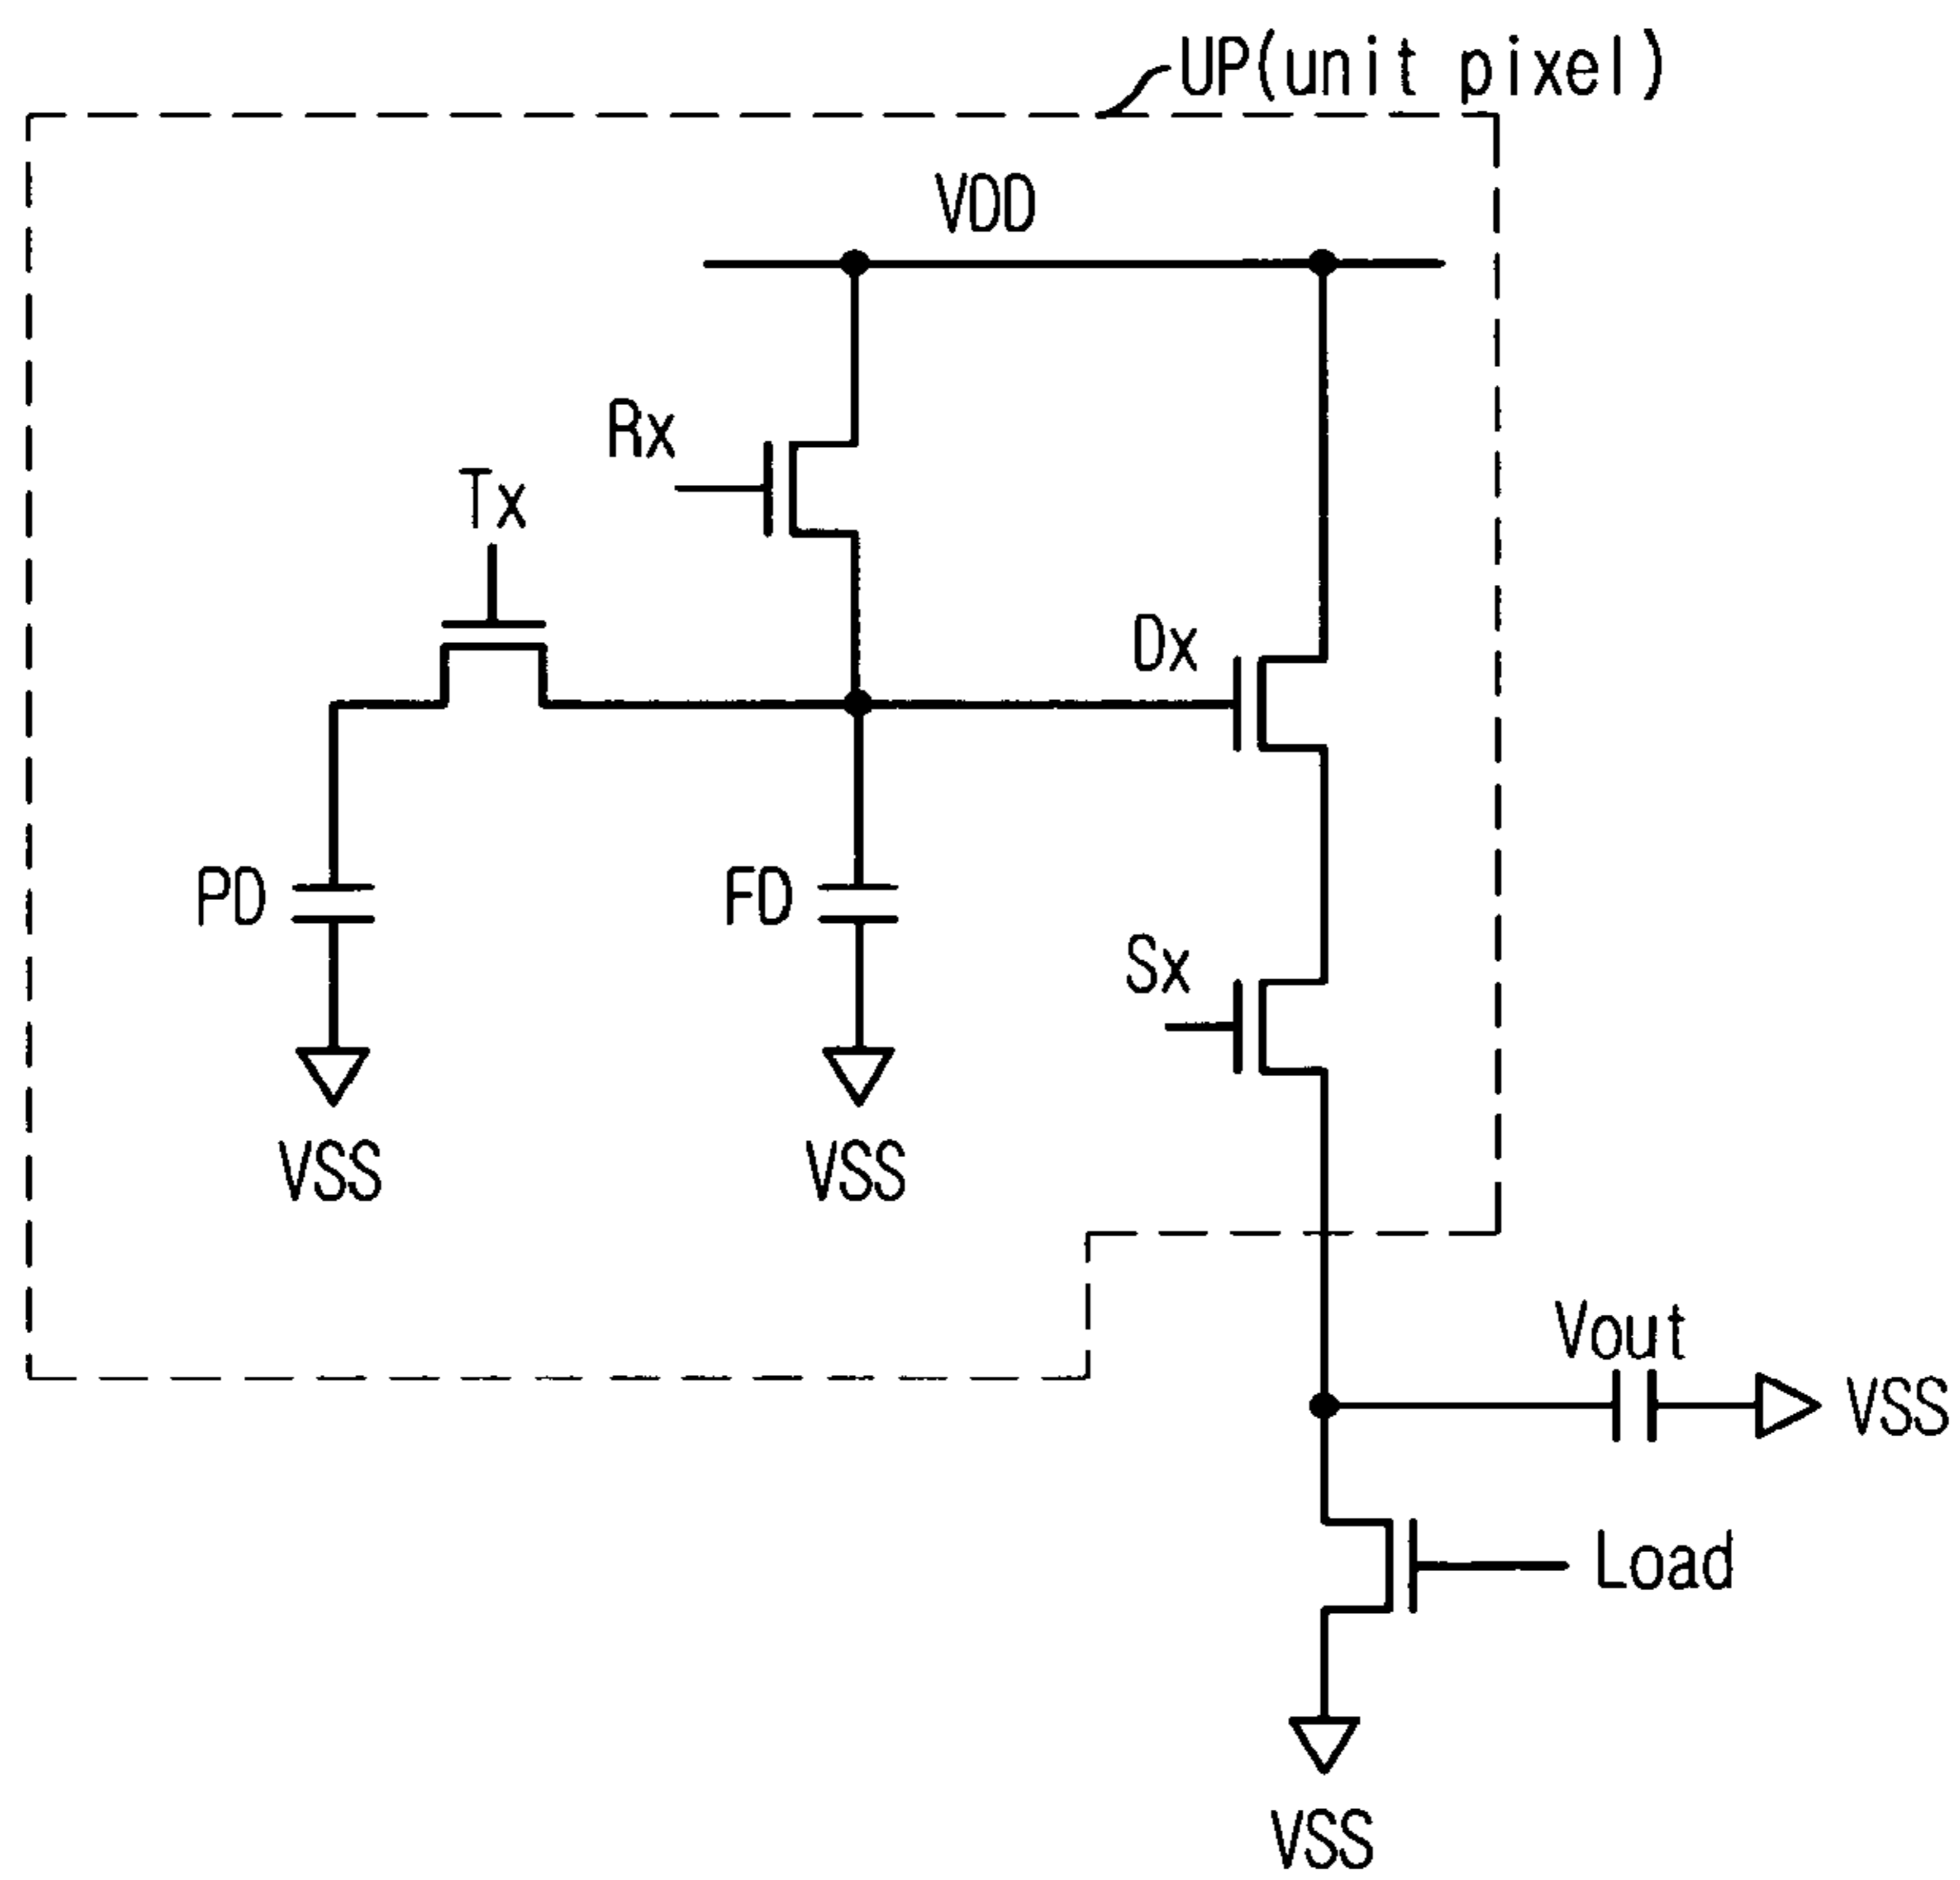 UP(unit pixel)
VDD
Rx
Tx
Dx
PD
FD
Sx
VSS
VSS
Vout
VSS
Load
VSS